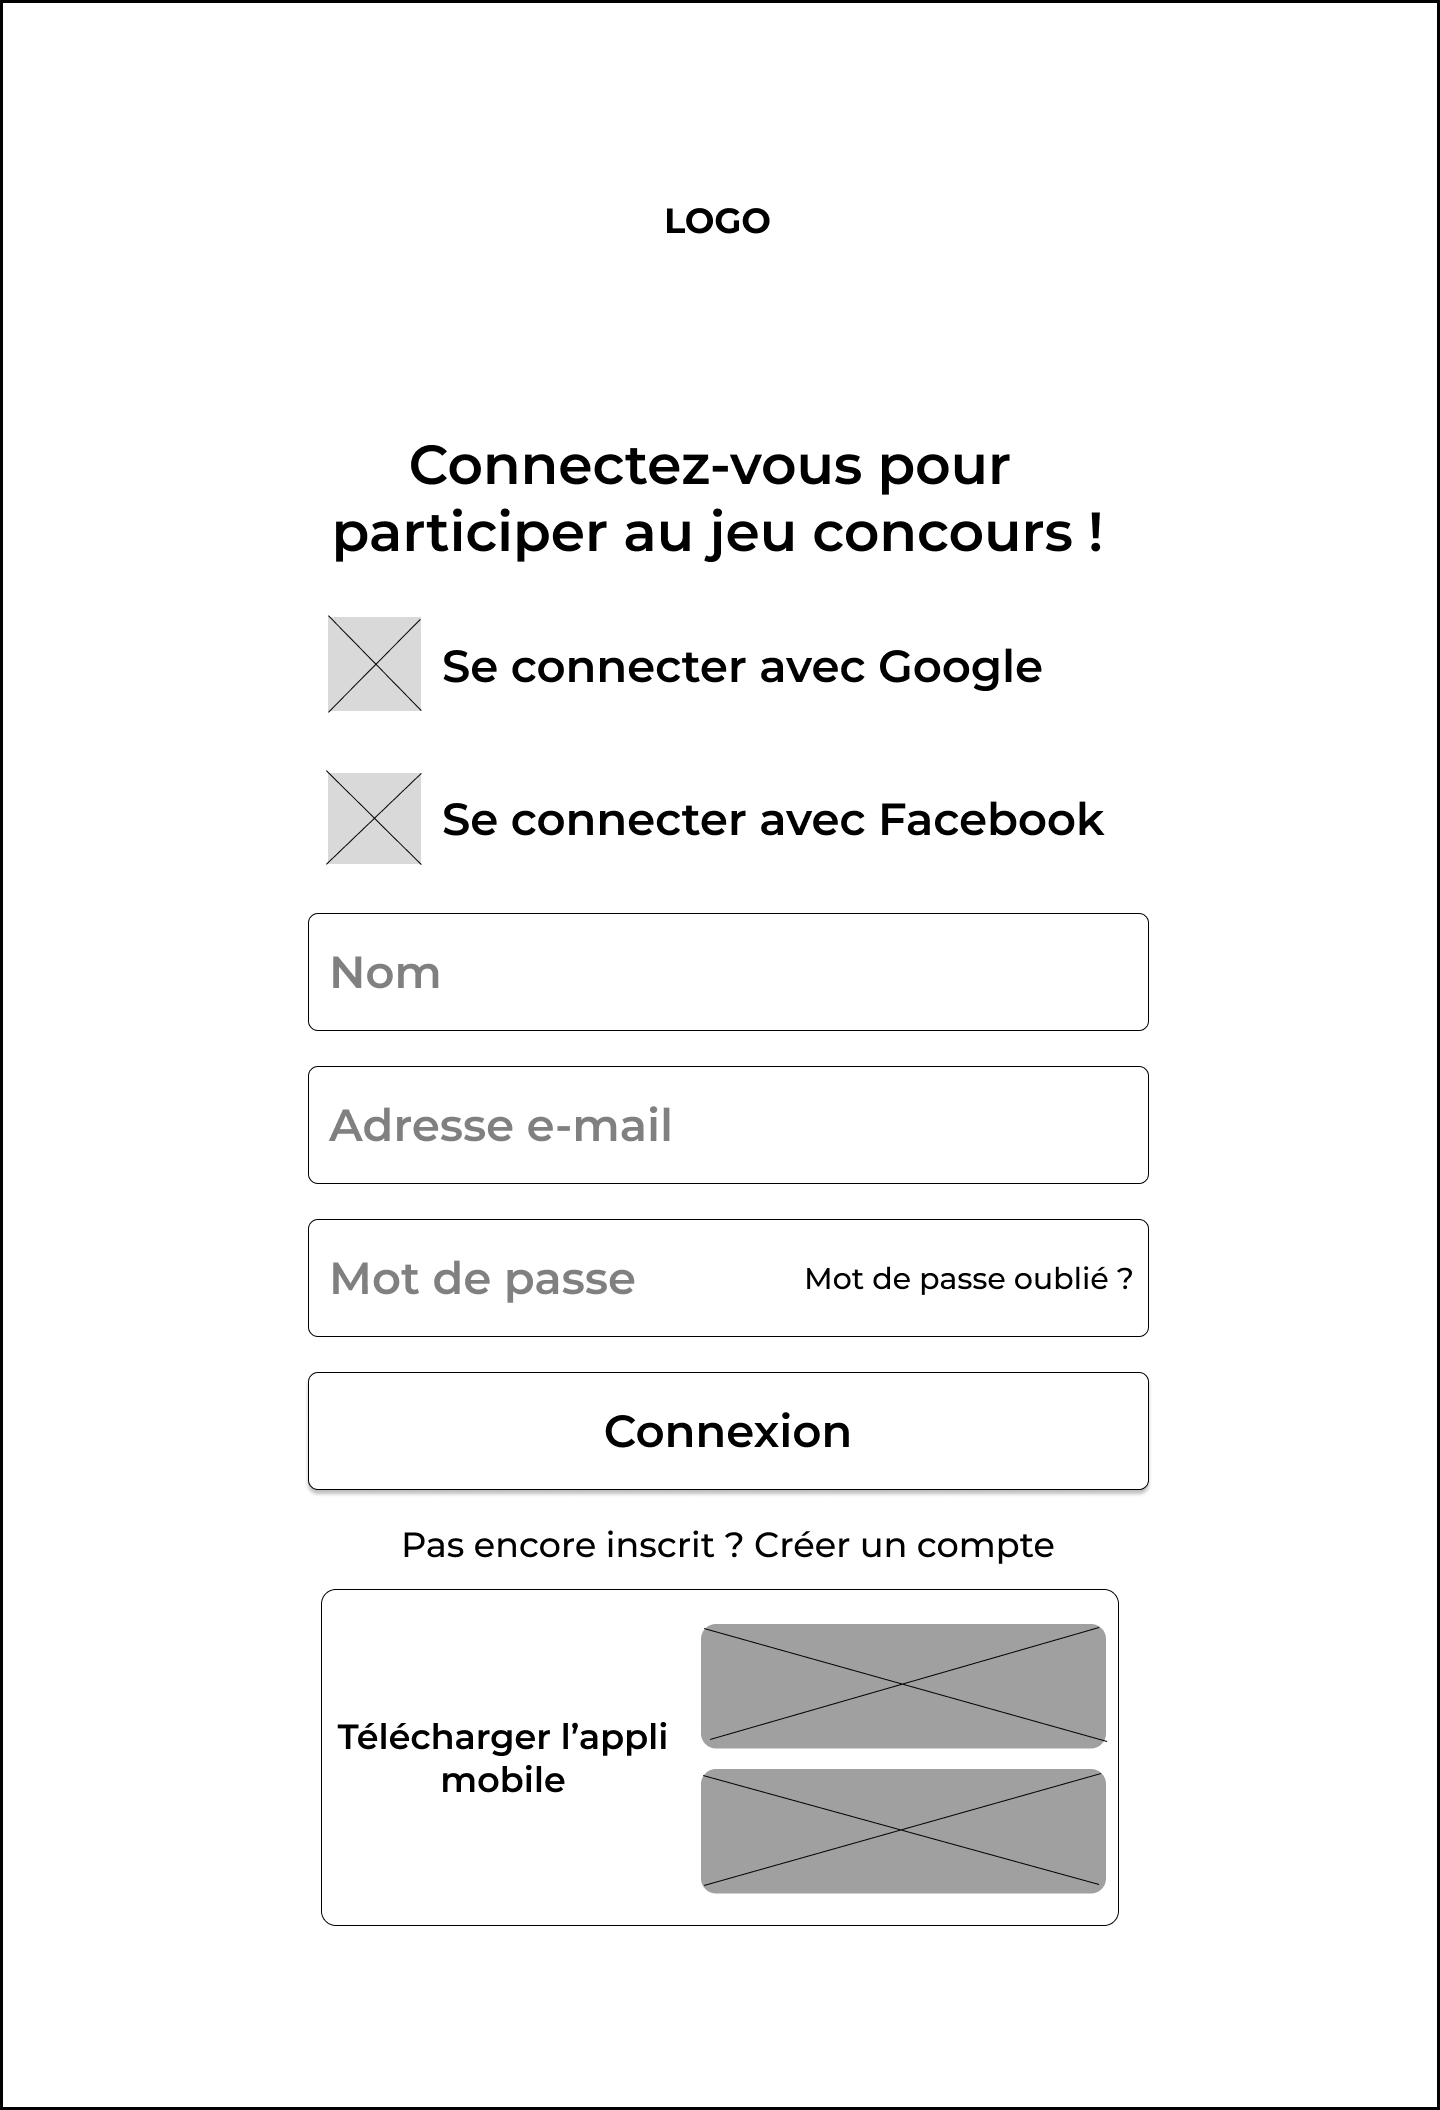 LOGO
Connectez-vous pour
participer au jeu concours !
Se connecter avec Google
Se connecter avec Facebook
Nom
Adresse e-mail
Mot de passe Mot de passe oublié ?
Connexion
Pas encore inscrit ? Créer un compte
Télécharger l’appli
mobile